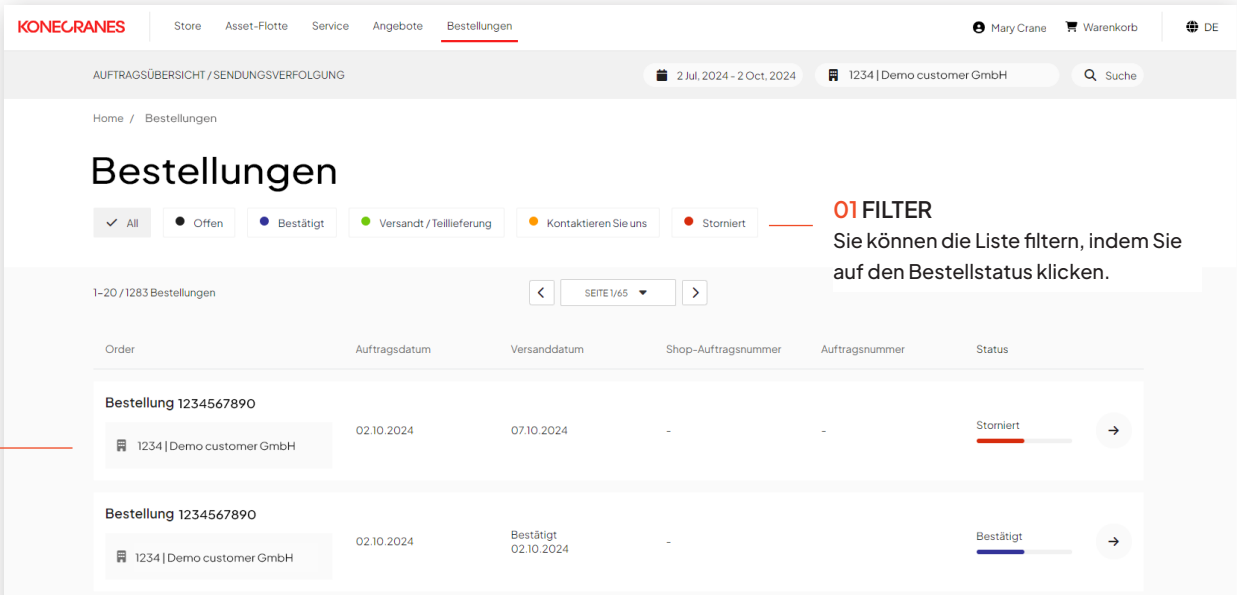 KONECRANES Store Asset-Flotte Service Angebote Bestellungen Mary Crane Warenkorb DE
AUFTRAGSÜBERSICHT / SENDUNGSVERFOLGUNG 2 Jul, 2024 - 2 Oct, 2024 1234 | Demo customer GmbH Suche
Home / Bestellungen
Bestellungen
All Offen Bestätigt Versandt / Teillieferung Kontaktieren Sie uns Storniert
01 FILTER
Sie können die Liste filtern, indem Sie
auf den Bestellstatus klicken.
1-20 / 1283 Bestellungen SEITE 1/65
Order Auftragsdatum Versanddatum Shop-Auftragsnummer Auftragsnummer Status
Bestellung 1234567890
1234 | Demo customer GmbH
02.10.2024 07.10.2024 - - Storniert
Bestellung 1234567890
1234 | Demo customer GmbH
02.10.2024
Bestätigt
02.10.2024
-
Bestätigt